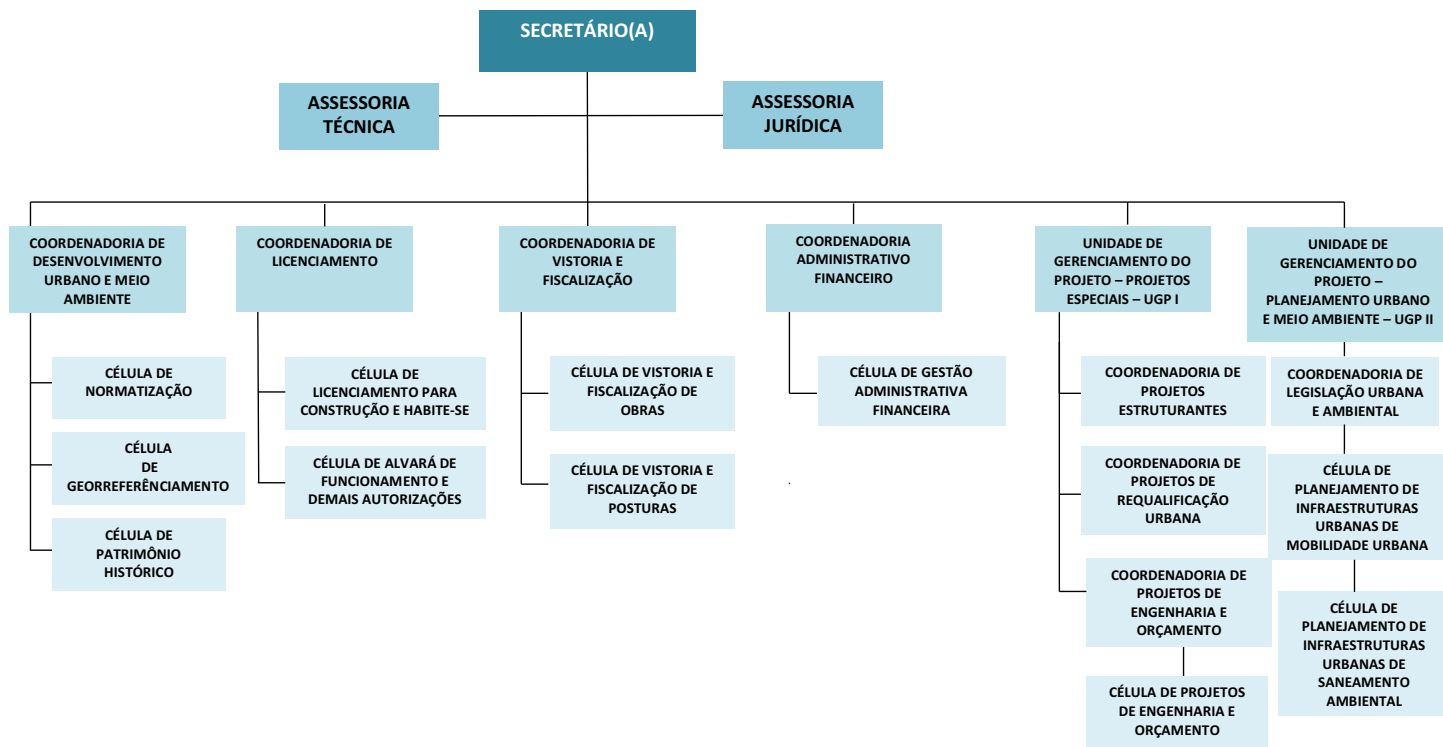 SECRETÁRIO(A)
ASSESSORIA
TÉCNICA
ASSESSORIA
JURÍDICA
COORDENADORIA DE
DESENVOLVIMENTO
URBANO E MEIO
AMBIENTE
COORDENADORIA DE
LICENCIAMENTO
COORDENADORIA DE
VISTORIA E
FISCALIZAÇÃO
COORDENADORIA
ADMINISTRATIVO
FINANCEIRO
UNIDADE DE
GERENCIAMENTO DO
PROJETO – PROJETOS
ESPECIAIS – UGP I
UNIDADE DE
GERENCIAMENTO DO
PROJETO –
PLANEJAMENTO URBANO
E MEIO AMBIENTE – UGP II
CÉLULA DE
NORMATIZAÇÃO
CÉLULA
DE
GEORREFERÊNCIAMENTO
CÉLULA DE
PATRIMÔNIO
HISTÓRICO
CÉLULA DE
LICENCIAMENTO PARA
CONSTRUÇÃO E HABITE-SE
CÉLULA DE ALVARÁ DE
FUNCIONAMENTO E
DEMAIS AUTORIZAÇÕES
CÉLULA DE VISTORIA E
FISCALIZAÇÃO DE
OBRAS
CÉLULA DE VISTORIA E
FISCALIZAÇÃO DE
POSTURAS
CÉLULA DE GESTÃO
ADMINISTRATIVA
FINANCEIRA
.
COORDENADORIA DE
PROJETOS
ESTRUTURANTES
COORDENADORIA DE
PROJETOS DE
REQUALIFICAÇÃO
URBANA
COORDENADORIA DE
PROJETOS DE
ENGENHARIA E
ORÇAMENTO
CÉLULA DE PROJETOS
DE ENGENHARIA E
ORÇAMENTO
COORDENADORIA DE
LEGISLAÇÃO URBANA
E AMBIENTAL
CÉLULA DE
PLANEJAMENTO DE
INFRAESTRUTURAS
URBANAS DE
MOBILIDADE URBANA
CÉLULA DE
PLANEJAMENTO DE
INFRAESTRUTURAS
URBANAS DE
SANEAMENTO
AMBIENTAL